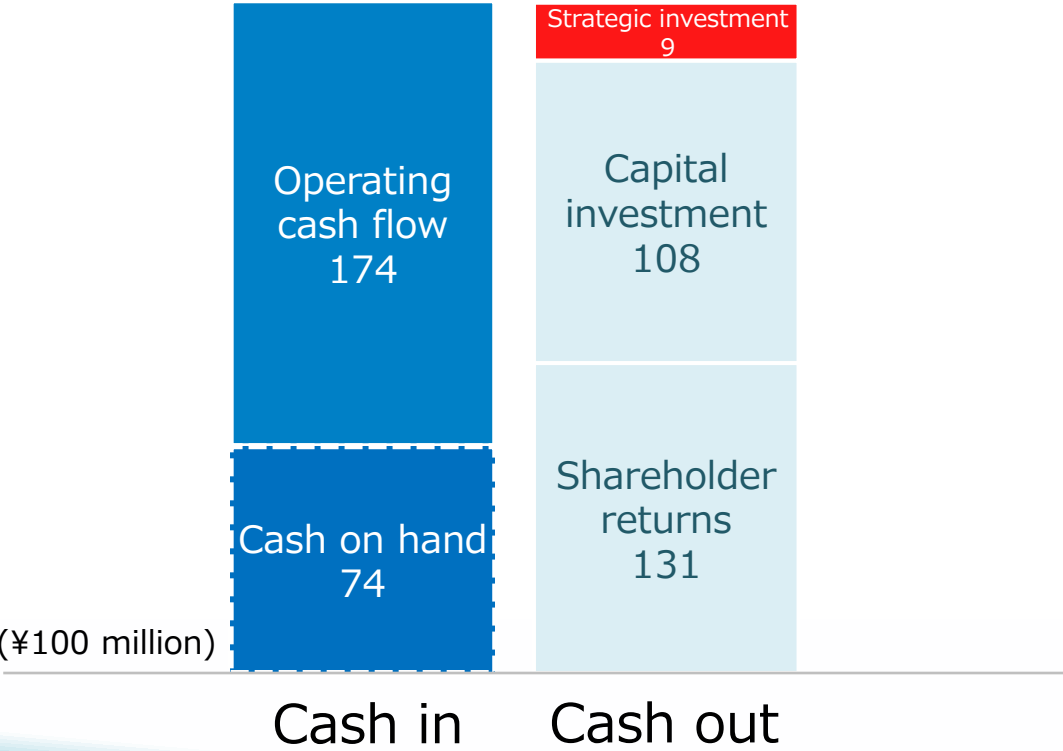 Operating
cash flow
174
Cash on hand
74
Strategic investment
9
Capital
investment
108
Shareholder
returns
131
(¥100 million)
Cash in
Cash out